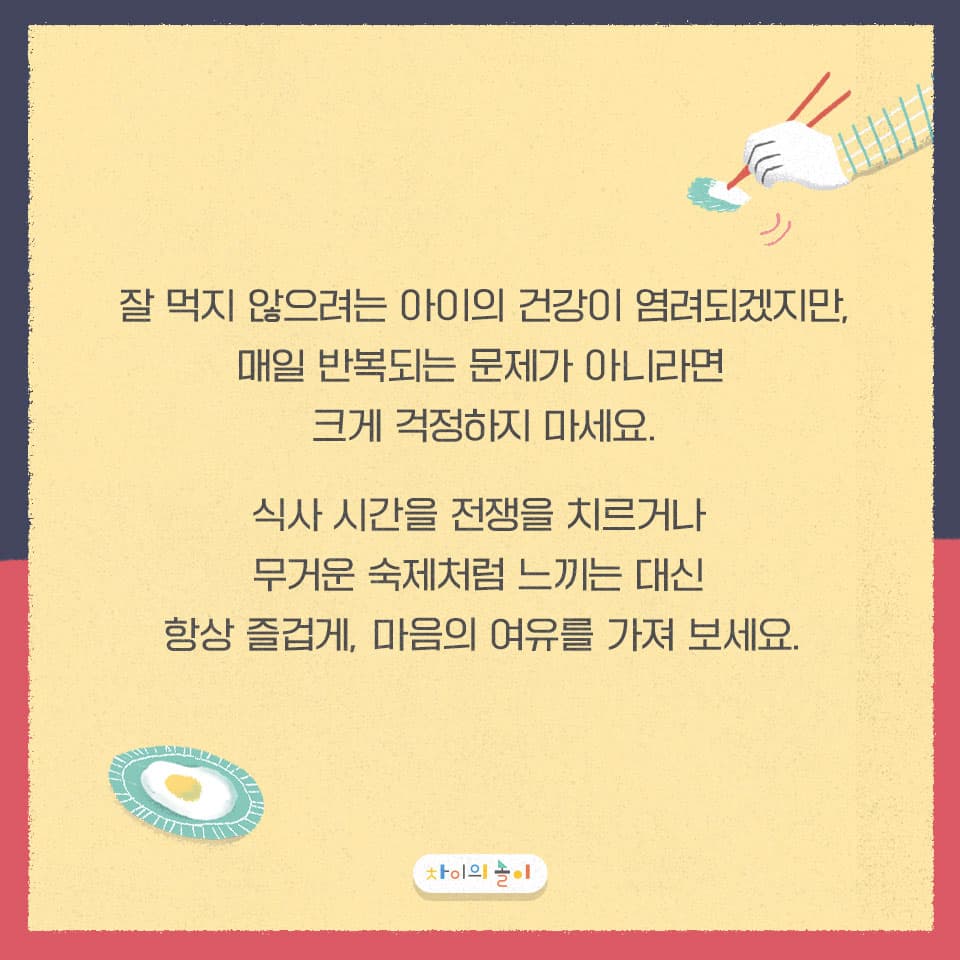 잘 먹지 않으려는 아이의 건강이 염려되겠지만,
매일 반복되는 문제가 아니라면
크게 걱정하지 마세요.
식사 시간을 전쟁을 치르거나
무거운 숙제처럼 느끼는 대신
항상 즐겁게, 마음의 여유를 가져 보세요.
차이의 놀이